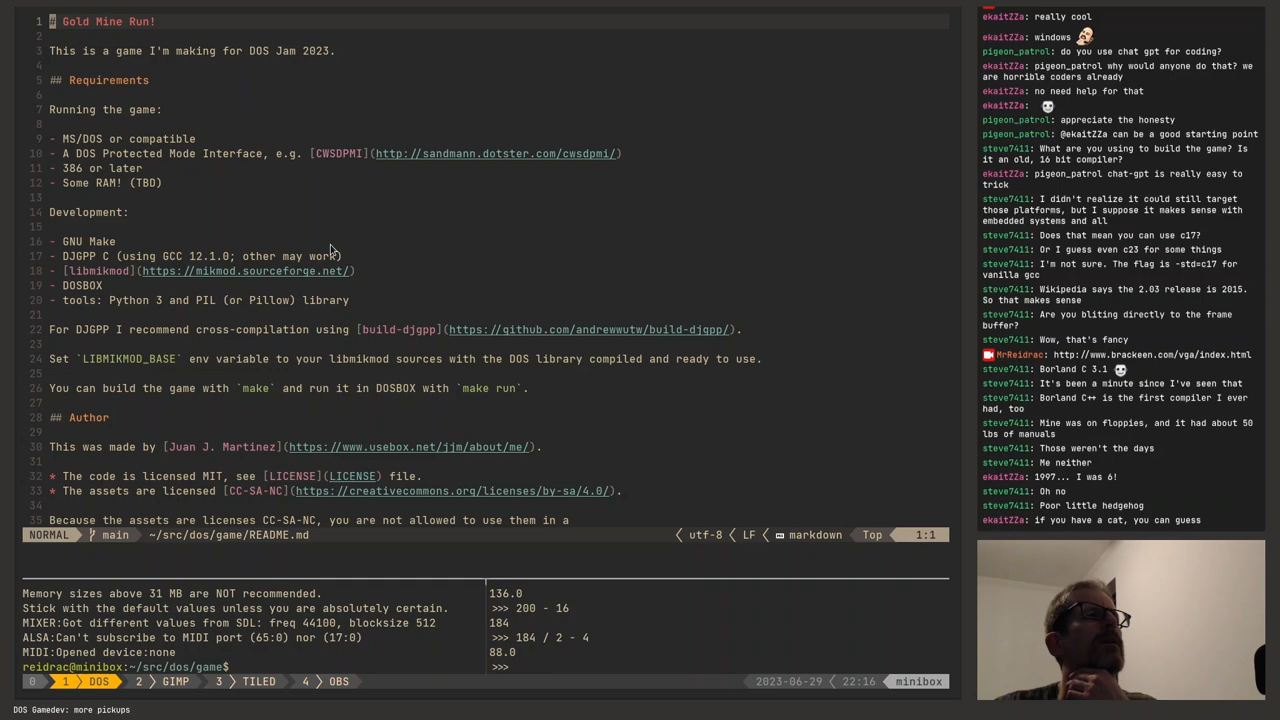 1 # Gold Mine Run!
2
3 This is a game I'm making for DOS Jam 2023.
4
5 ## Requirements
6
7 Running the game:
8
9 - MS/DOS or compatible
10 - A DOS Protected Mode Interface, e.g. [CWSDPMI](http://sandmann.dotster.com/cwsdpmi/)
11 - 386 or later
12 - Some RAM! (TBD)
13
14 Development:
15
16 - GNU Make
17 - DJGPP C (using GCC 12.1.0; other may work)
18 - [libmikmod](https://mikmod.sourceforge.net/)
19 - DOSBOX
20 - tools: Python 3 and PIL (or Pillow) library
21
22 For DJGPP I recommend cross-compilation using [build-djgpp](https://github.com/andrewwutw/build-djgpp/).
23
24 Set `LIBMIKMOD_BASE` env variable to your libmikmod sources with the DOS library compiled and ready to use.
25
26 You can build the game with `make` and run it in DOSBOX with `make run`.
27
28 ## Author
29
30 This was made by [Juan J. Martinez](https://www.usebox.net/jjm/about/me/).
31
32 * The code is licensed MIT, see [LICENSE](LICENSE) file.
33 * The assets are licensed [CC-SA-NC](https://creativecommons.org/licenses/by-sa/4.0/).
34
35 Because the assets are licenses CC-SA-NC, you are not allowed to use them in a
NORMAL main ~/src/dos/game/README.md utf-8 LF markdown Top 1:1
Memory sizes above 31 MB are NOT recommended.
Stick with the default values unless you are absolutely certain.
MIXER:Got different values from SDL: freq 44100, blocksize 512
ALSA:Can't subscribe to MIDI port (65:0) nor (17:0)
MIDI:Opened device:none
reidrac@minibox:~/src/dos/game$
136.0
>>> 200 - 16
184
>>> 184 / 2 - 4
88.0
>>>
0 1 DOS 2 GIMP 3 TILED 4 OBS 2023-06-29 22:16 minibox
DOS Gamedev: more pickups
ekaitZZa: really cool
ekaitZZa: windows
pigeon_patrol: do you use chat gpt for coding?
ekaitZZa: pigeon_patrol why would anyone do that? we
are horrible coders already
ekaitZZa: no need help for that
ekaitZZa:
pigeon_patrol: appreciate the honesty
pigeon_patrol: @ekaitZZa can be a good starting point
steve7411: What are you using to build the game? Is
it an old, 16 bit compiler?
ekaitZZa: pigeon_patrol chat-gpt is really easy to
trick
steve7411: I didn't realize it could still target
those platforms, but I suppose it makes sense with
embedded systems and all
steve7411: Does that mean you can use c17?
steve7411: Or I guess even c23 for some things
steve7411: I'm not sure. The flag is -std=c17 for
vanilla gcc
steve7411: Wikipedia says the 2.03 release is 2015.
So that makes sense
steve7411: Are you bliting directly to the frame
buffer?
steve7411: Wow, that's fancy
MrReidrac: http://www.brackeen.com/vga/index.html
steve7411: Borland C 3.1
steve7411: It's been a minute since I've seen that
steve7411: Borland C++ is the first compiler I ever
had, too
steve7411: Mine was on floppies, and it had about 50
lbs of manuals
steve7411: Those weren't the days
steve7411: Me neither
ekaitZZa: 1997... I was 6!
steve7411: Oh no
steve7411: Poor little hedgehog
ekaitZZa: if you have a cat, you can guess